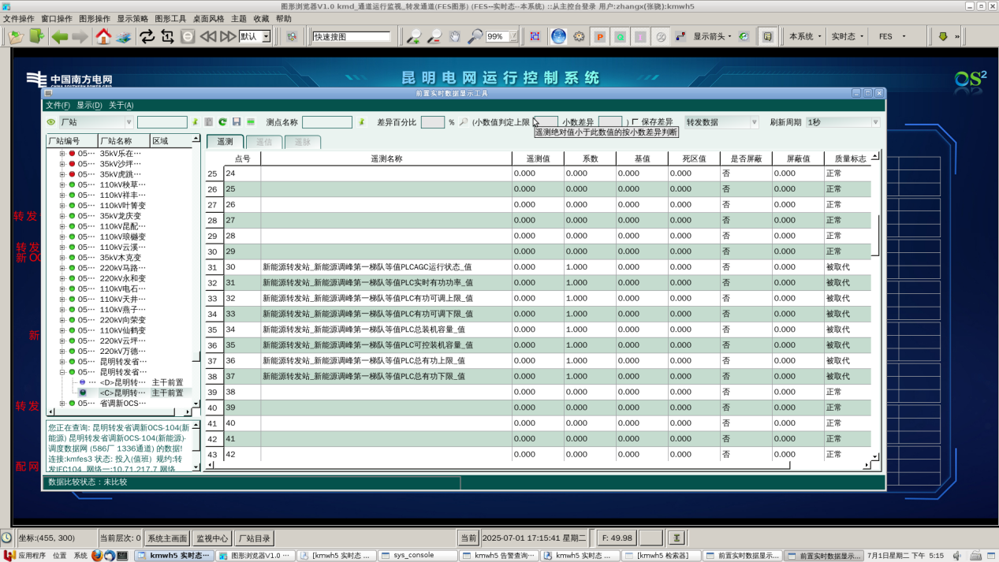 图形浏览器V1.0 kmd_通道运行监视_转发通道(FES图形) (FES--实时态--本系统) ::从主控台登录 用户:zhangx(张骁):kmwh5
文件操作 窗口操作 图形操作 显示策略 图形工具 桌面风格 主题 收藏 帮助
默认 快速搜图 99% P Q I 显示箭头 本系统 实时态 FES »
中国南方电网
昆明电网运行控制系统
OS2
前置实时数据显示工具
文件(F) 显示(D) 关于(A)
厂站 测点名称 差异百分比 % (小数值判定上限 小数差异 ) 保存差异 转发数据 刷新周期 1秒
遥测绝对值小于此数值的按小数差异判断
厂站编号 厂站名称 区域
05··· 35kV乐在···
05··· 35kV沙坪···
05··· 35kV虎跳···
05··· 110kV秧草···
05··· 110kV祥丰···
05··· 110kV叶箐变
05··· 35kV龙庆变
05··· 110kV昆配···
05··· 110kV琅樾变
05··· 110kV云溪···
05··· 35kV木克变
05··· 220kV马路···
05··· 220kV永和变
05··· 110kV电石···
05··· 110kV天井···
05··· 110kV燕子···
05··· 220kV向荣变
05··· 110kV仙鹤变
05··· 220kV云坪···
05··· 220kV万德···
05··· 昆明转发省···
05··· 昆明转发省···
··· <D>昆明转··· 主干前置
<C>昆明转··· 主干前置
05··· 省调新OCS···
您正在查询: 昆明转发省调新OCS-104(新
能源) 昆明转发省调新OCS-104(新能源)-
调度数据网 (586厂 1336通道) 的数据!
连接:kmfes3 状态: 投入(值班) 规约:转
发IEC104 网络一:10.71.217.7 网络
遥测 遥信 遥脉
点号 遥测名称 遥测值 系数 基值 死区值 是否屏蔽 屏蔽值 质量标志
25 24 0.000 0.000 0.000 0.000 否 0.000 正常
26 25 0.000 0.000 0.000 0.000 否 0.000 正常
27 26 0.000 0.000 0.000 0.000 否 0.000 正常
28 27 0.000 0.000 0.000 0.000 否 0.000 正常
29 28 0.000 0.000 0.000 0.000 否 0.000 正常
30 29 0.000 0.000 0.000 0.000 否 0.000 正常
31 30 新能源转发站_新能源调峰第一梯队等值PLCAGC运行状态_值 0.000 1.000 0.000 0.000 否 0.000 被取代
32 31 新能源转发站_新能源调峰第一梯队等值PLC实时有功功率_值 0.000 1.000 0.000 0.000 否 0.000 被取代
33 32 新能源转发站_新能源调峰第一梯队等值PLC有功可调上限_值 0.000 1.000 0.000 0.000 否 0.000 被取代
34 33 新能源转发站_新能源调峰第一梯队等值PLC有功可调下限_值 0.000 1.000 0.000 0.000 否 0.000 被取代
35 34 新能源转发站_新能源调峰第一梯队等值PLC总装机容量_值 0.000 1.000 0.000 0.000 否 0.000 被取代
36 35 新能源转发站_新能源调峰第一梯队等值PLC可控装机容量_值 0.000 1.000 0.000 0.000 否 0.000 被取代
37 36 新能源转发站_新能源调峰第一梯队等值PLC总有功上限_值 0.000 1.000 0.000 0.000 否 0.000 被取代
38 37 新能源转发站_新能源调峰第一梯队等值PLC总有功下限_值 0.000 1.000 0.000 0.000 否 0.000 被取代
39 38 0.000 0.000 0.000 0.000 否 0.000 正常
40 39 0.000 0.000 0.000 0.000 否 0.000 正常
41 40 0.000 0.000 0.000 0.000 否 0.000 正常
42 41 0.000 0.000 0.000 0.000 否 0.000 正常
43 42 0.000 0.000 0.000 0.000 否 0.000 正常
数据比较状态：未比较
转发
转发
新OC
新
转发
配网
坐标:(455, 300) 当前层次: 0 系统主画面 监视中心 厂站目录 当前 2025-07-01 17:15:41 星期二 F: 49.98
应用程序 位置 系统 kmwh5 实时态··· 图形浏览器V1.0 ··· [kmwh5 实时态 ... sys_console kmwh5 告警查询··· kmwh5 实时态 ... [kmwh5 检索器] 前置实时数据显示... 前置实时数据显示... 7月1日星期二 下午 5:15